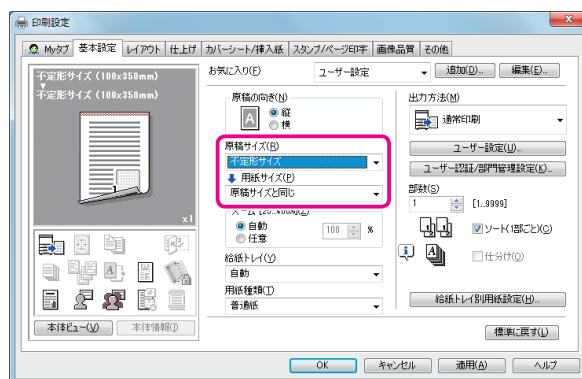 印刷設定
Myタブ 基本設定 レイアウト 仕上げ カバーシート/挿入紙 スタンプ/ページ印字 画像品質 その他
不定形サイズ (100x350mm)
不定形サイズ (100x350mm)
1
x1
本体ビュー(V) 本体情報(I)
お気に入り(F) ユーザー設定 追加(D)... 編集(E)...
原稿の向き(N)
A
縦
横
原稿サイズ(R)
不定形サイズ
用紙サイズ(P)
原稿サイズと同じ
ズーム [25..400%](Z)
自動
任意
100 %
給紙トレイ(Y)
自動
用紙種類(T)
普通紙
出力方法(M)
通常印刷
ユーザー設定(U)...
ユーザー認証/部門管理設定(K)...
部数(S)
1 [1..9999]
ソート(1部ごと)(C)
仕分け(O)
給紙トレイ別用紙設定(H)...
標準に戻す(L)
OK キャンセル 適用(A) ヘルプ